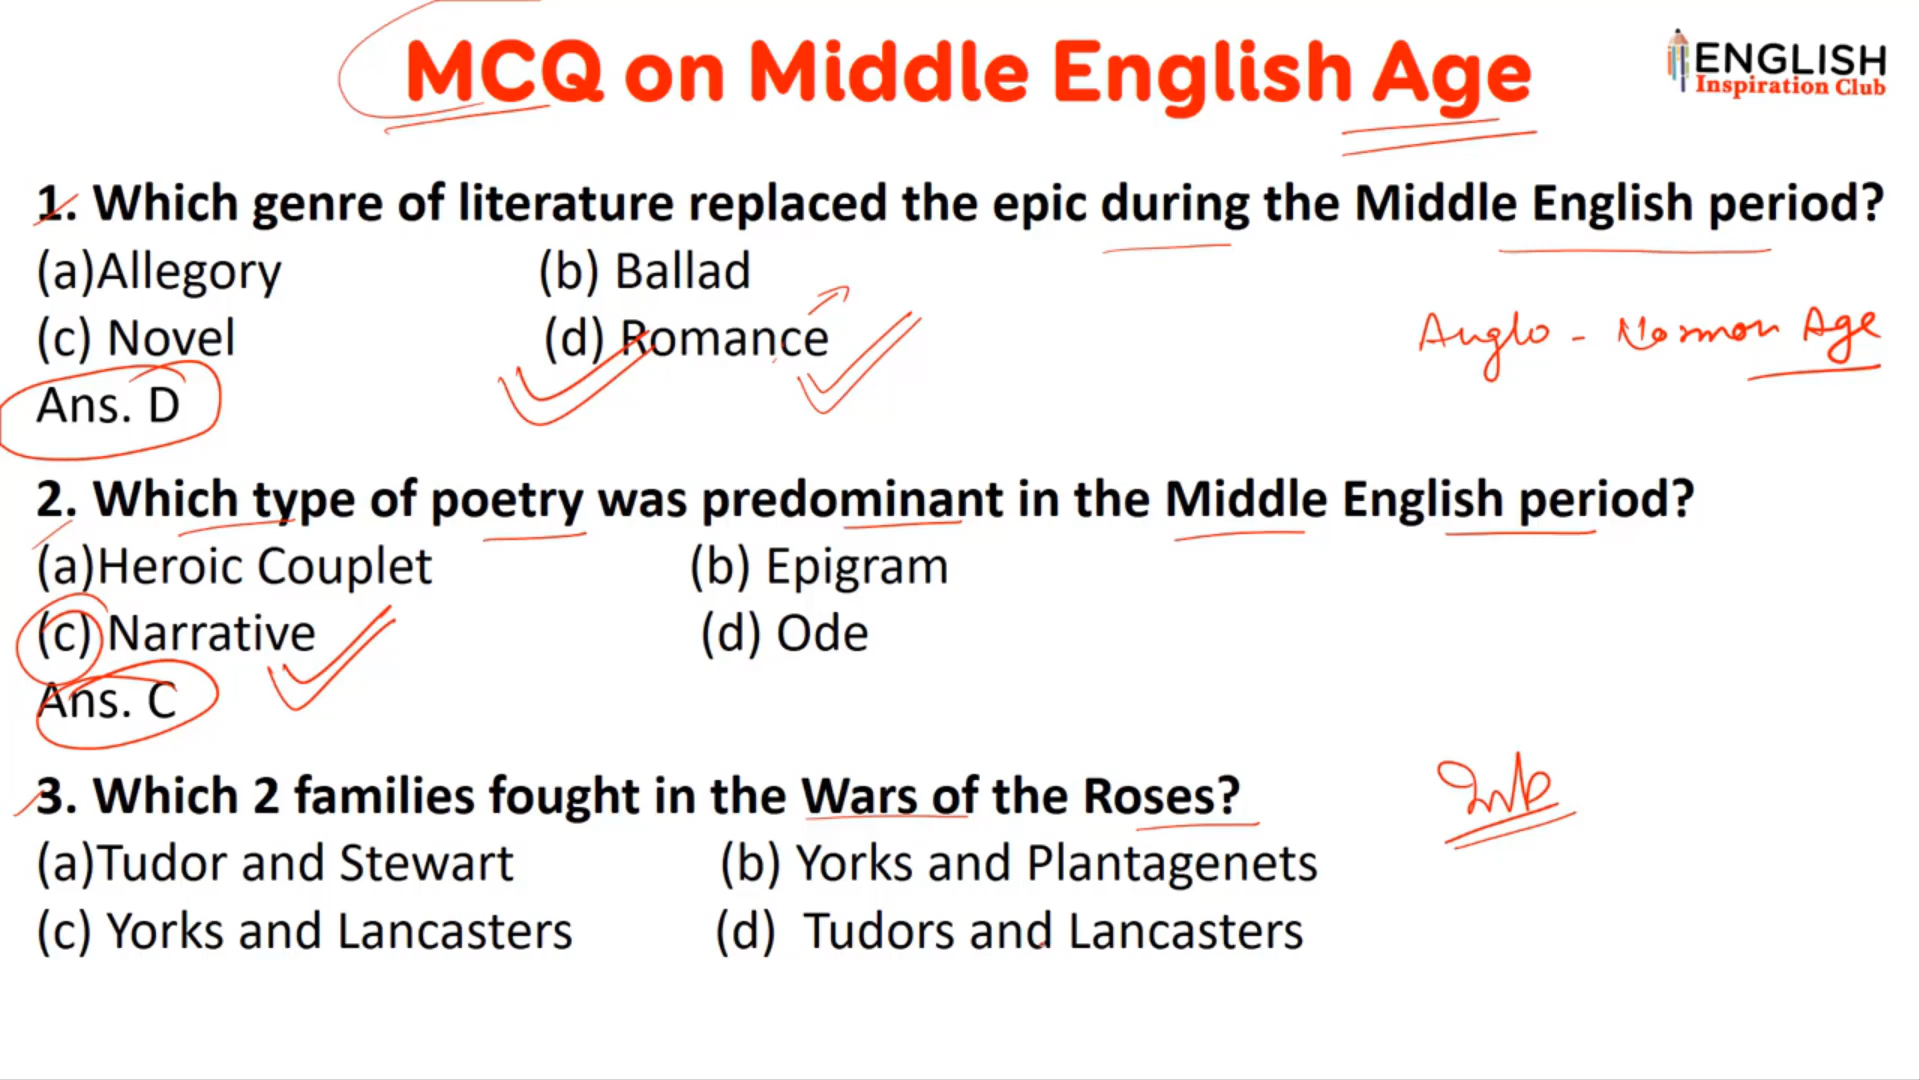 MCQ on Middle English Age
ENGLISH
Inspiration Club
1. Which genre of literature replaced the epic during the Middle English period?
(a)Allegory (b) Ballad
(c) Novel (d) Romance
Anglo - Norman Age
Ans. D
2. Which type of poetry was predominant in the Middle English period?
(a)Heroic Couplet (b) Epigram
(c) Narrative (d) Ode
Ans. C
3. Which 2 families fought in the Wars of the Roses?
(a)Tudor and Stewart (b) Yorks and Plantagenets
(c) Yorks and Lancasters (d) Tudors and Lancasters